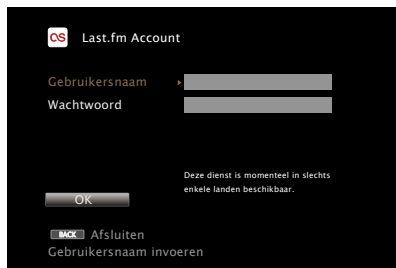 Last.fm Account
Gebruikersnaam
Wachtwoord
Deze dienst is momenteel in slechts
enkele landen beschikbaar.
OK
BACK Afsluiten
Gebruikersnaam invoeren